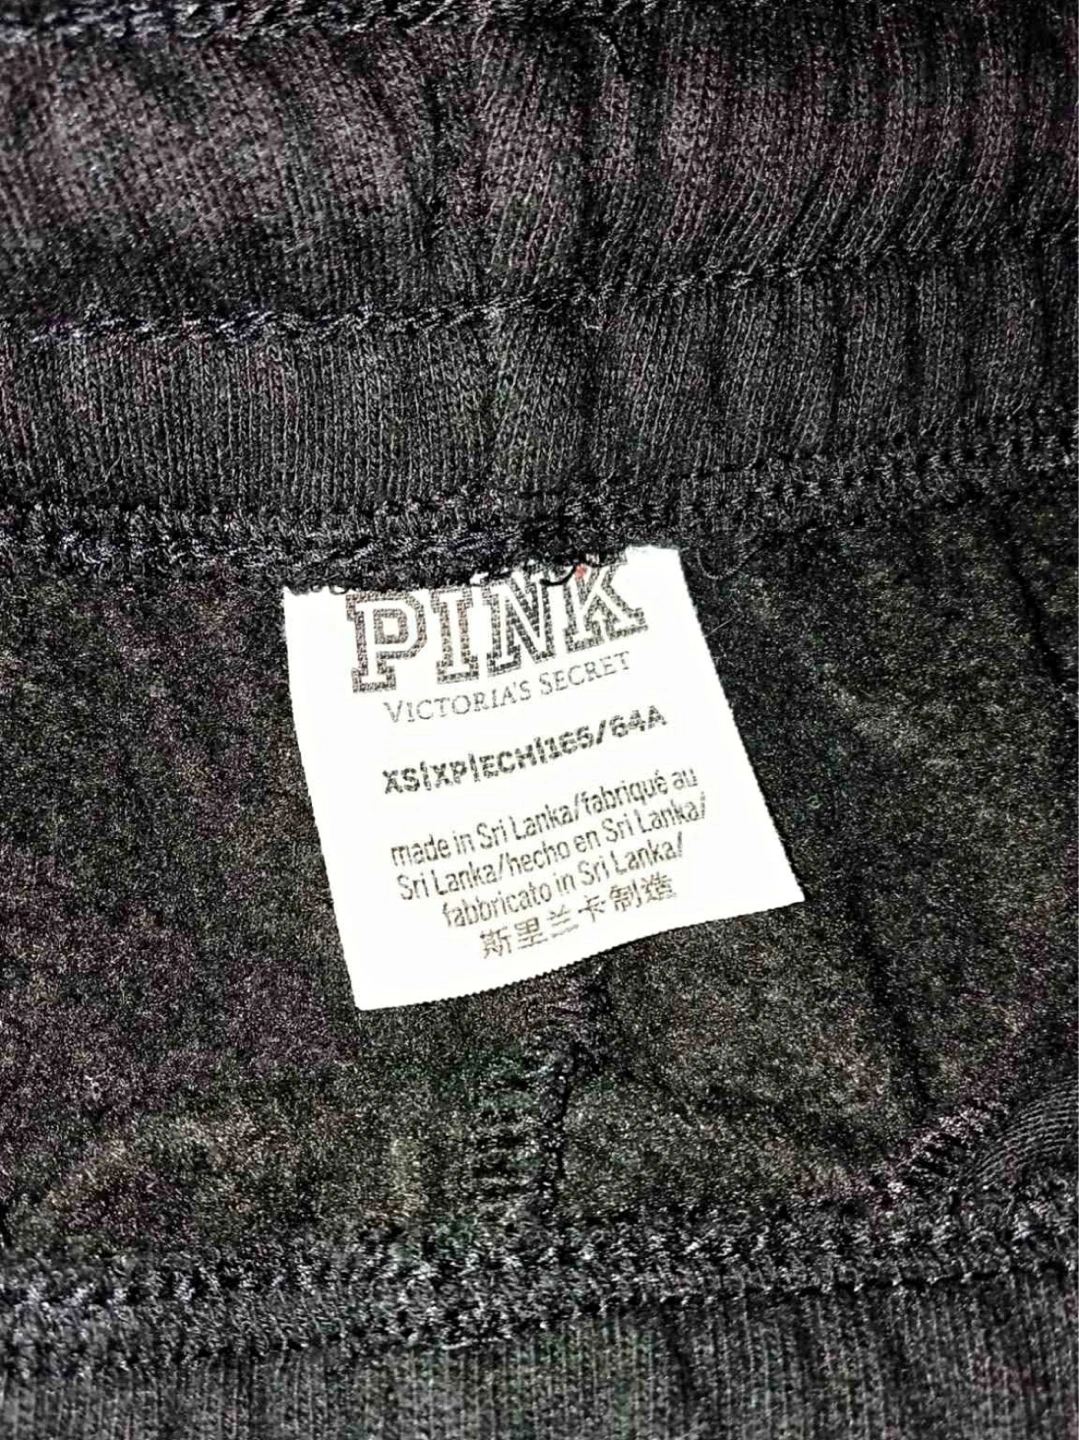 PINK
VICTORIA'S SECRET
XS|XP|ECH|165/64A
made in Sri Lanka/fabriqué au
Sri Lanka/hecho en Sri Lanka/
fabbricato in Sri Lanka/
斯里兰卡制造